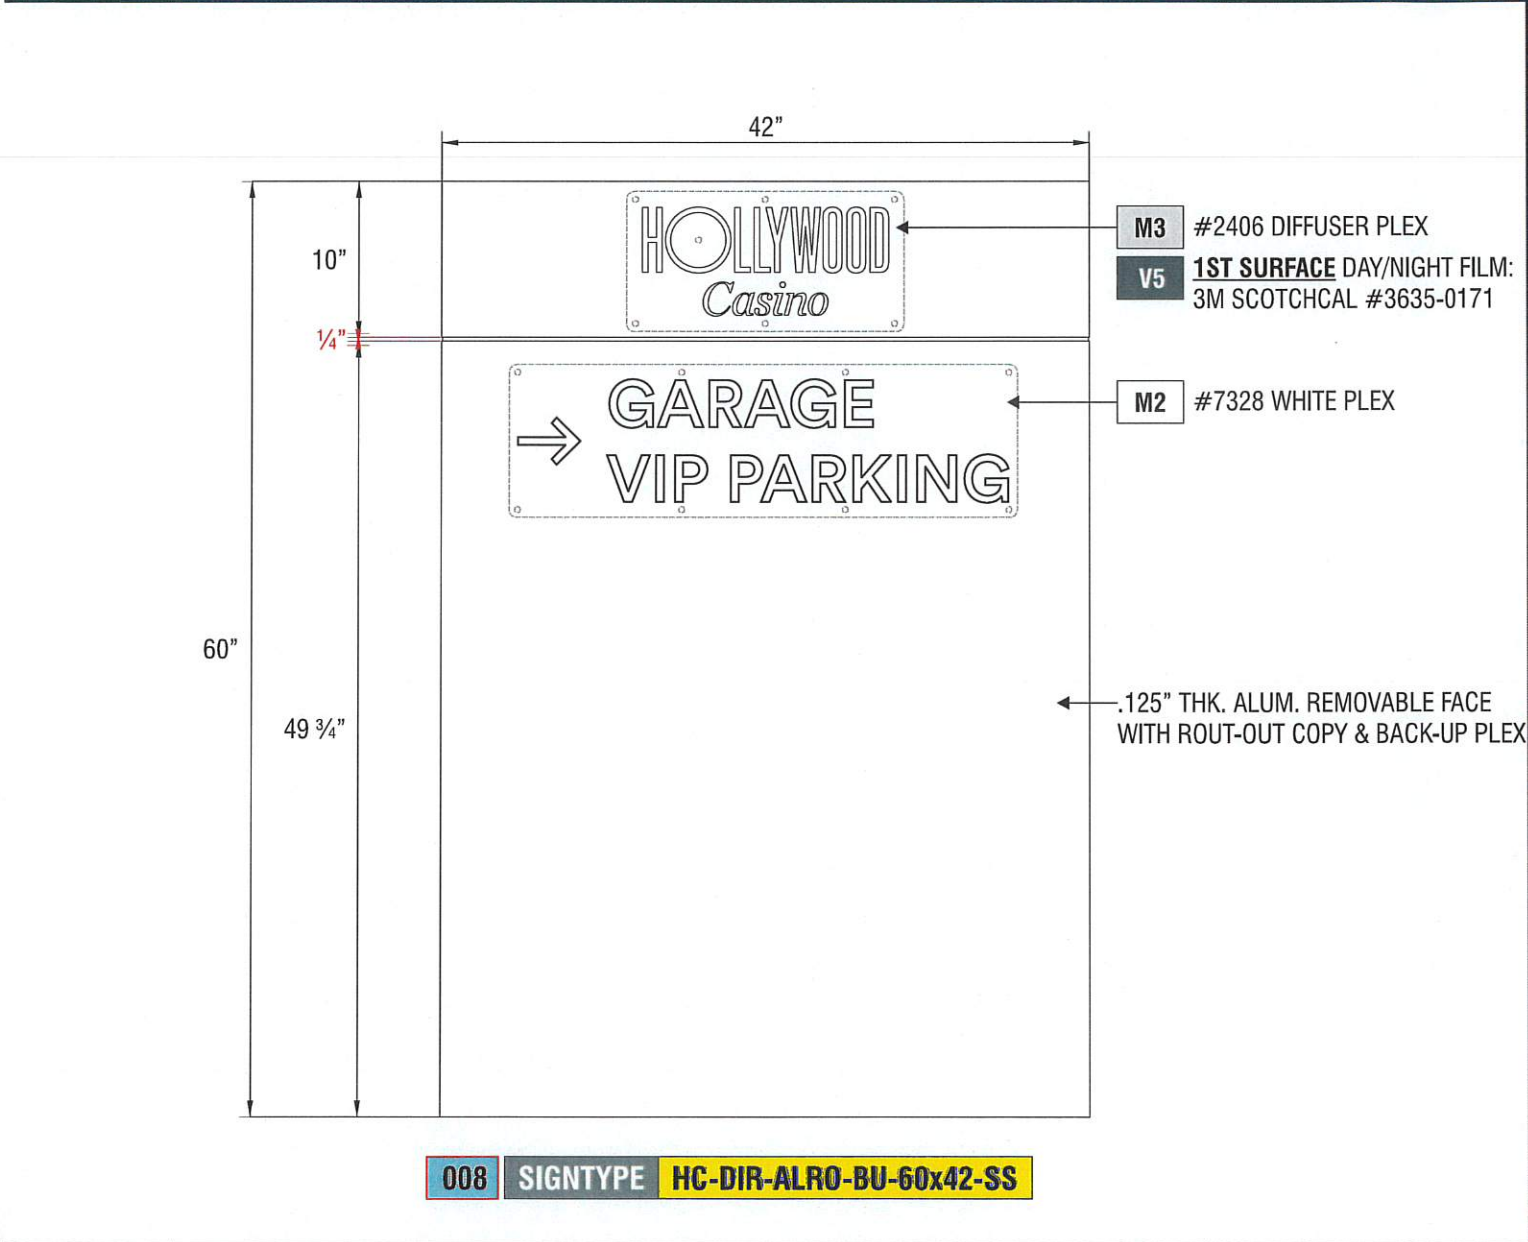 42”
10”
¼”
60”
49 ¾”
HOLLYWOOD
Casino
GARAGE
VIP PARKING
M3 #2406 DIFFUSER PLEX
V5 1ST SURFACE DAY/NIGHT FILM:
3M SCOTCHCAL #3635-0171
M2 #7328 WHITE PLEX
.125” THK. ALUM. REMOVABLE FACE
WITH ROUT-OUT COPY & BACK-UP PLEX
008 SIGNTYPE HC-DIR-ALRO-BU-60x42-SS